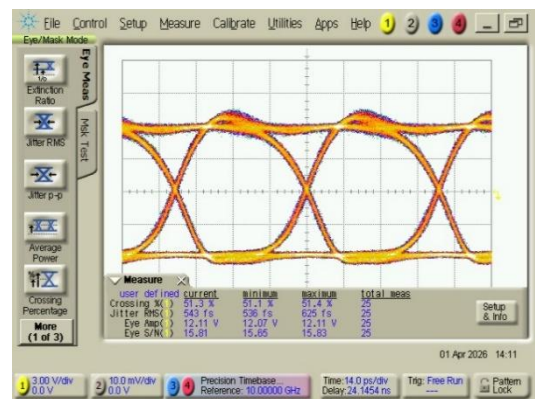 File Control Setup Measure Calibrate Utilities Apps Help 1 2 3 4
Eye/Mask Mode
Eye Meas
Msk Test
Extinction
Ratio
Jitter RMS
Jitter p-p
Average
Power
Crossing
Percentage
More
(1 of 3)
Measure
user defined current minimum maximum total meas
Crossing %( ) 51.3 % 51.1 % 51.4 % 25
Jitter RMS( ) 543 fs 536 fs 625 fs 25
Eye Amp( ) 12.11 V 12.07 V 12.11 V 25
Eye S/N( ) 15.81 15.65 15.83 25
Setup
& Info
01 Apr 2026 14:11
1 3.00 V/div
0.0 V
2 10.0 mV/div
0.0 V
3 4 Precision Timebase...
Reference: 10.00000 GHz
Time:14.0 ps/div
Delay:24.1454 ns
Trig: Free Run
---
Pattern
Lock